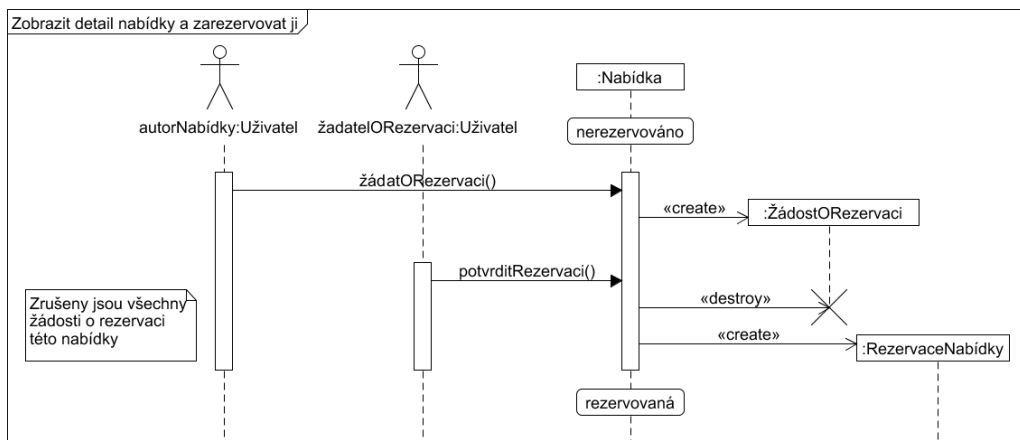 Zobrazit detail nabídky a zarezervovat ji
:Nabídka
autorNabídky:Uživatel
žadatelORezervaci:Uživatel
nerezervováno
žádatORezervaci()
«create»
:ŽádostORezervaci
potvrditRezervaci()
Zrušeny jsou všechny
žádosti o rezervaci
této nabídky
«destroy»
«create»
:RezervaceNabídky
rezervovaná